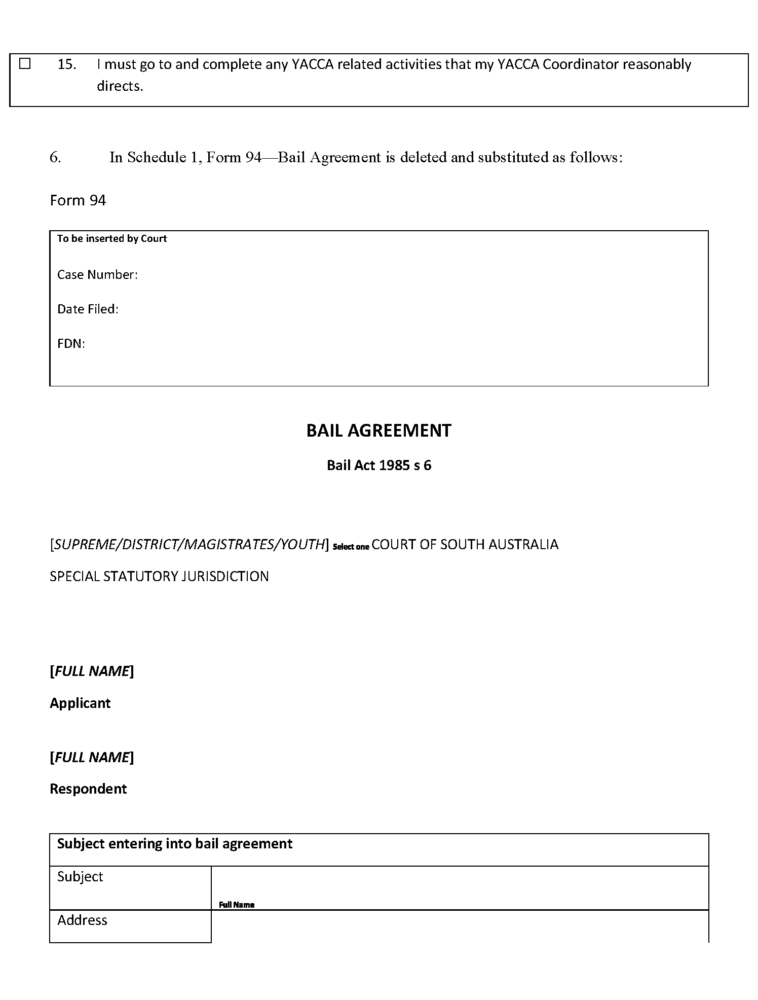 ☐ 15. I must go to and complete any YACCA related activities that my YACCA Coordinator reasonably
directs.
6. In Schedule 1, Form 94—Bail Agreement is deleted and substituted as follows:
Form 94
To be inserted by Court
Case Number:
Date Filed:
FDN:
BAIL AGREEMENT
Bail Act 1985 s 6
[SUPREME/DISTRICT/MAGISTRATES/YOUTH] Select one COURT OF SOUTH AUSTRALIA
SPECIAL STATUTORY JURISDICTION
[FULL NAME]
Applicant
[FULL NAME]
Respondent
Subject entering into bail agreement
Subject
Full Name
Address